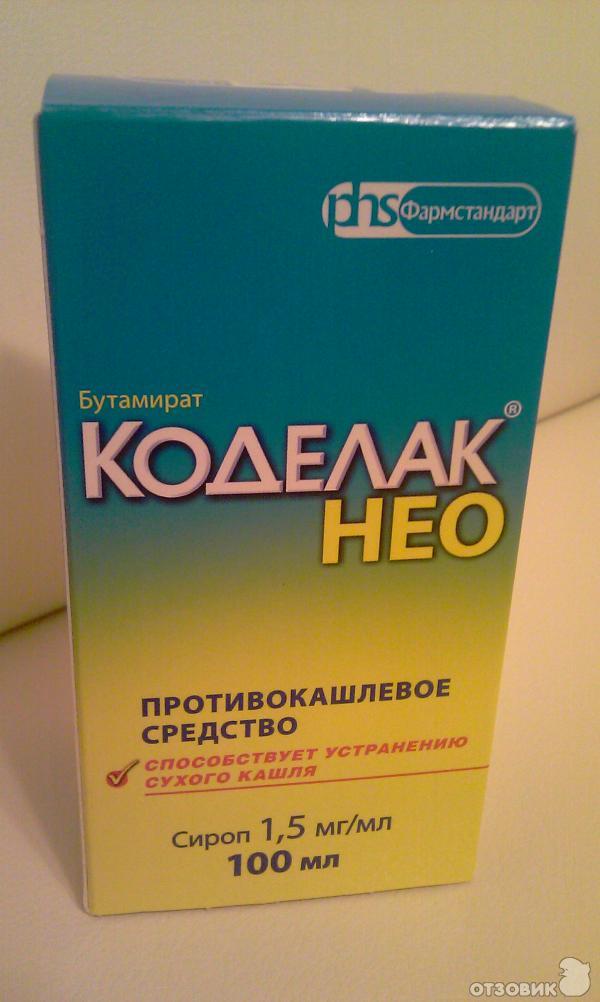 phs Фармстандарт
Бутамират
КОДЕЛАК®
НЕО
ПРОТИВОКАШЛЕВОЕ
СРЕДСТВО
СПОСОБСТВУЕТ УСТРАНЕНИЮ
СУХОГО КАШЛЯ
Сироп 1,5 мг/мл
100 мл
ОТЗОВИК